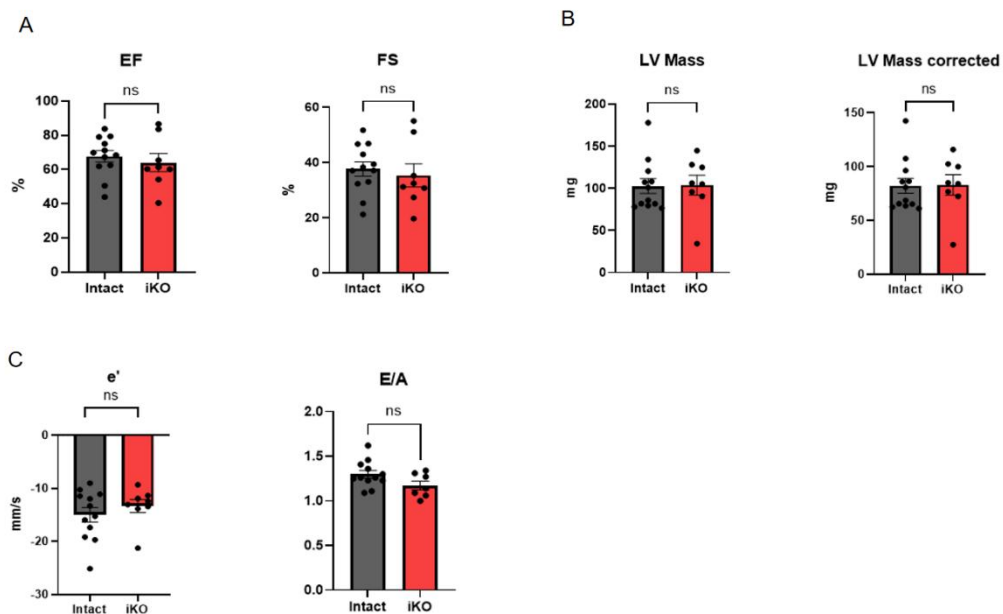 A
EF
ns
%
100
80
60
40
20
0
Intact iKO
FS
ns
%
60
40
20
0
Intact iKO
B
LV Mass
ns
mg
200
150
100
50
0
Intact iKO
LV Mass corrected
ns
mg
150
100
50
0
Intact iKO
C
e'
ns
mm/s
0
-10
-20
-30
Intact iKO
E/A
ns
2.0
1.5
1.0
0.5
0.0
Intact iKO